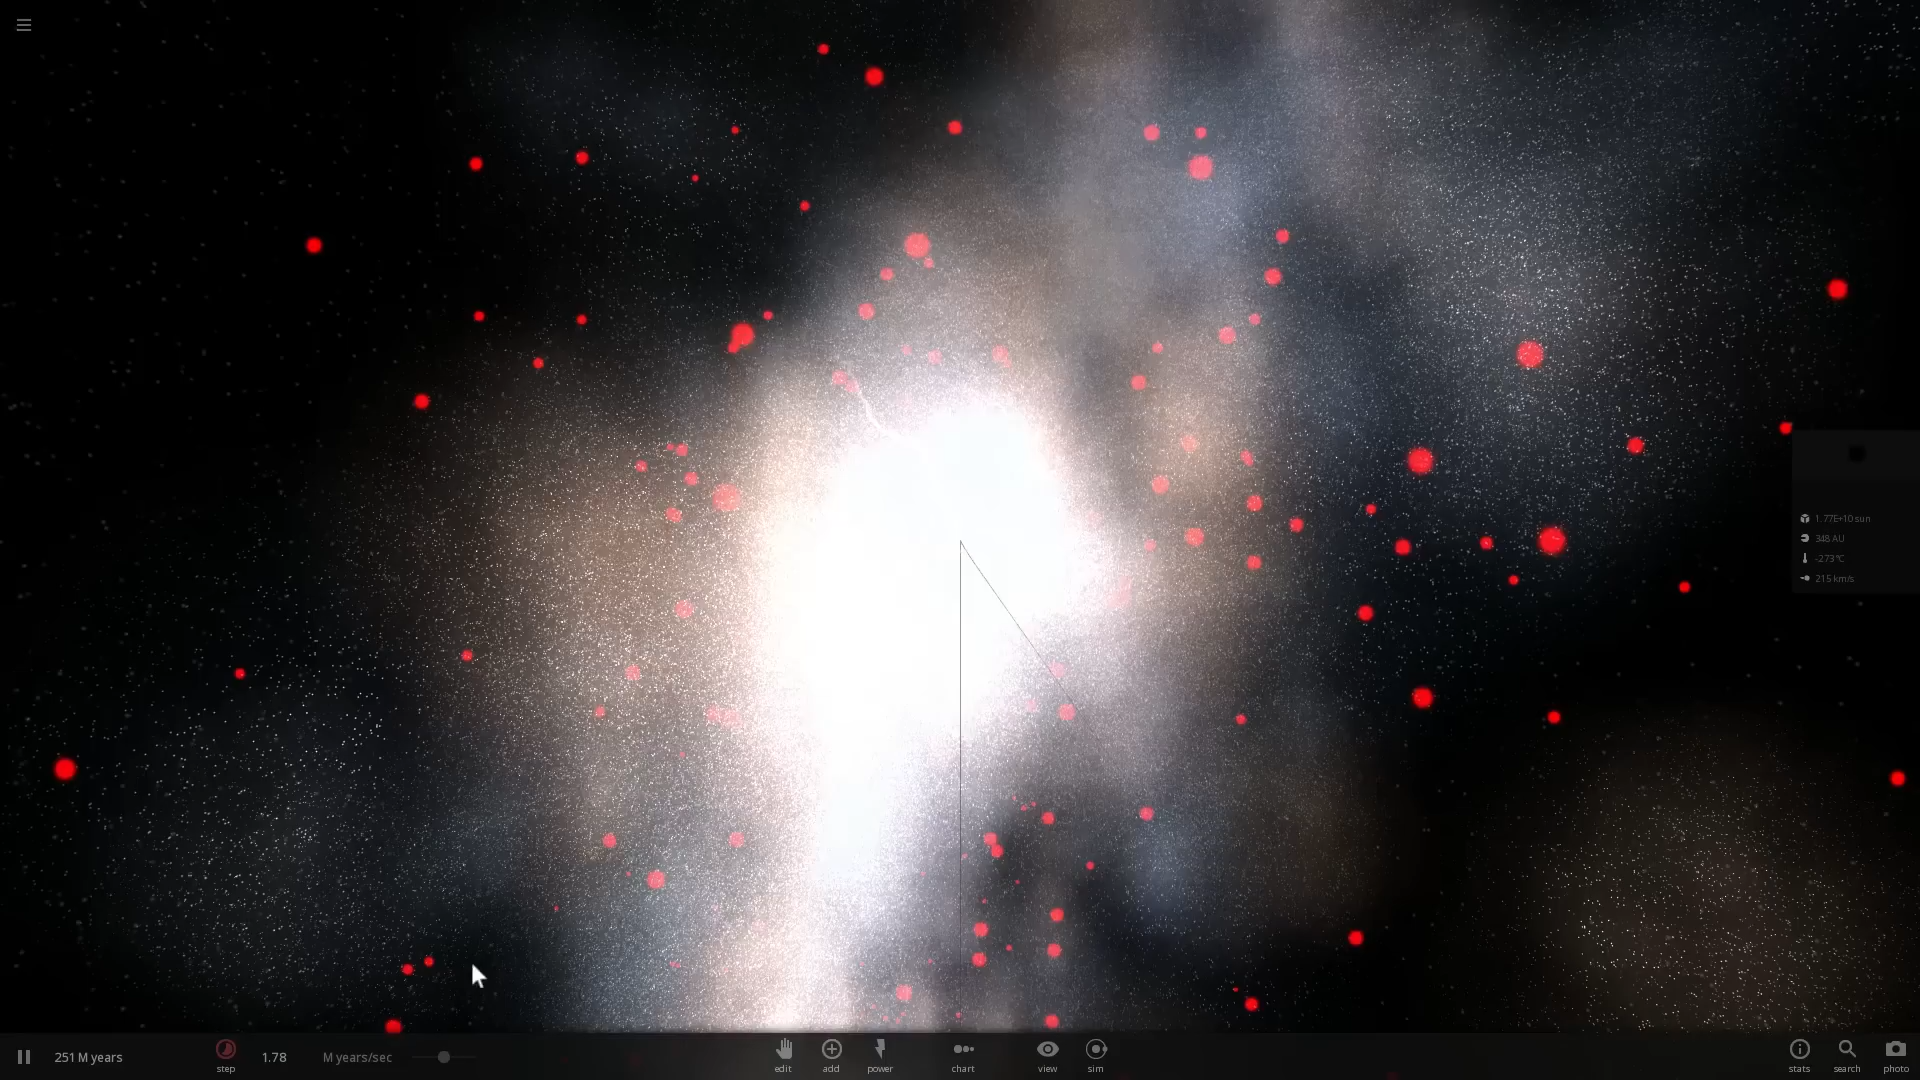 1.77E+10 sun
348 AU
-273°C
215 km/s
251 M years
step
1.78
M years/sec
edit
add
power
chart
view
sim
stats
search
photo